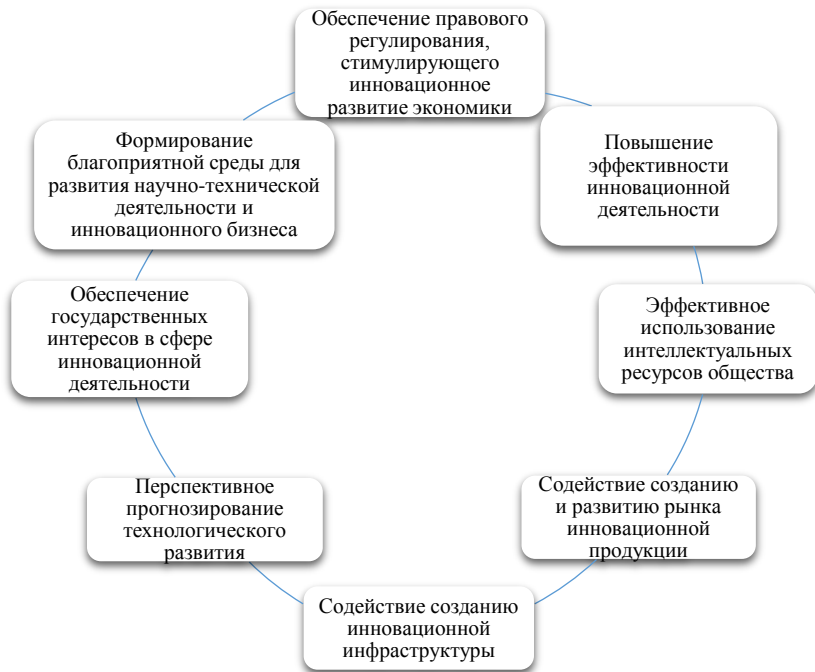 Обеспечение правового
регулирования,
стимулирующего
инновационное
развитие экономики
Повышение
эффективности
инновационной
деятельности
Эффективное
использование
интеллектуальных
ресурсов общества
Содействие созданию
и развитию рынка
инновационной
продукции
Содействие созданию
инновационной
инфраструктуры
Перспективное
прогнозирование
технологического
развития
Обеспечение
государственных
интересов в сфере
инновационной
деятельности
Формирование
благоприятной среды для
развития научно-технической
деятельности и
инновационного бизнеса